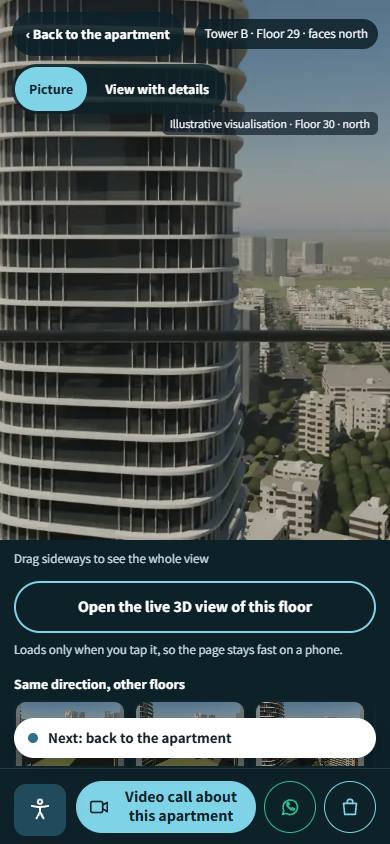 ‹ Back to the apartment
Tower B · Floor 29 · faces north
Picture
View with details
Illustrative visualisation · Floor 30 · north
Drag sideways to see the whole view
Open the live 3D view of this floor
Loads only when you tap it, so the page stays fast on a phone.
Same direction, other floors
Next: back to the apartment
Video call about
this apartment